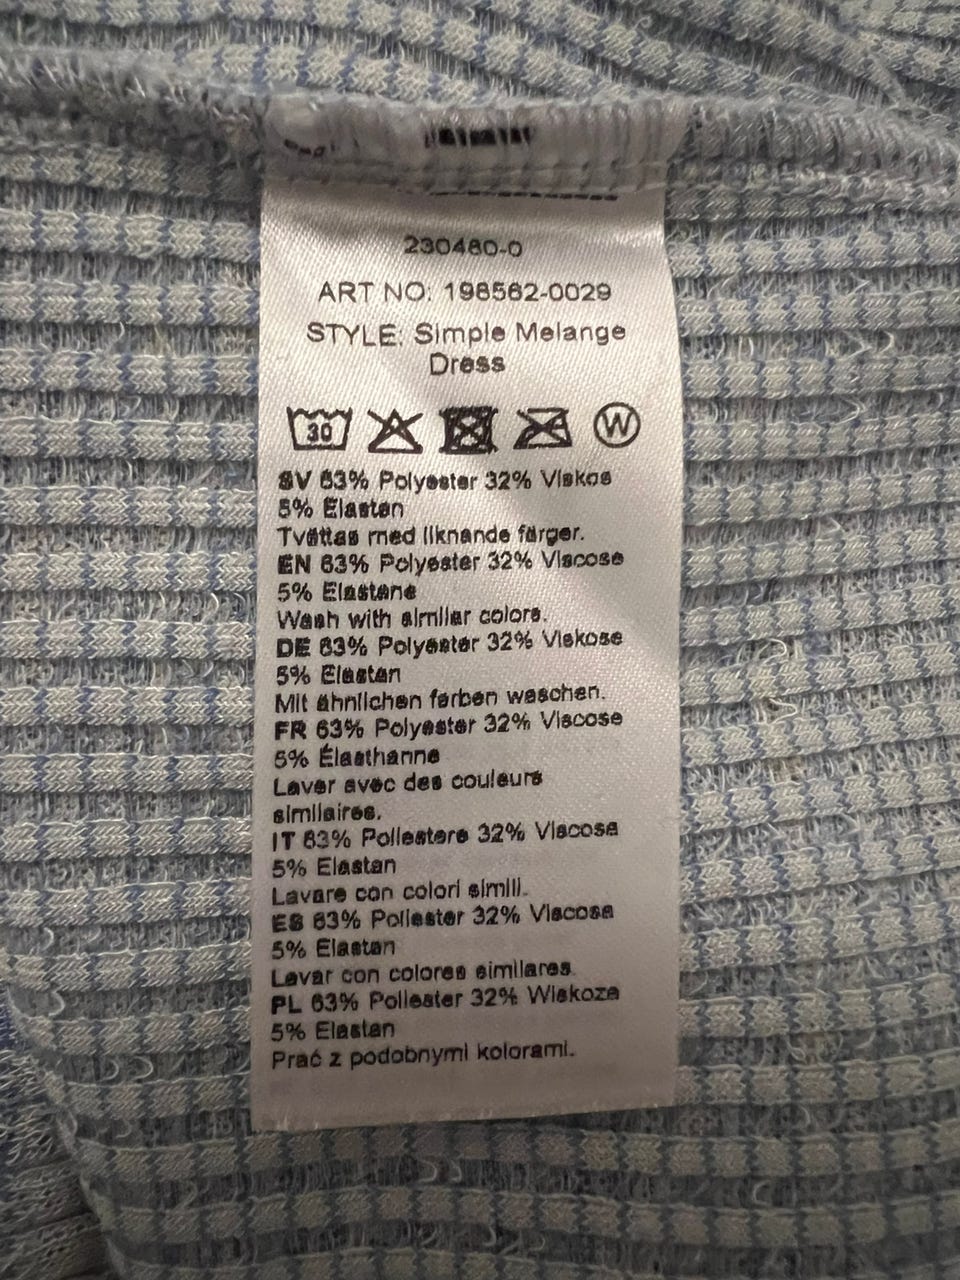 230480-0
ART NO: 198562-0029
STYLE: Simple Melange
Dress
30
W
SV 63% Polyester 32% Viskos
5% Elastan
Tvättas med liknande färger.
EN 63% Polyester 32% Viscose
5% Elastane
Wash with similar colors.
DE 63% Polyester 32% Viskose
5% Elastan
Mit ähnlichen farben waschen.
FR 63% Polyester 32% Viscose
5% Élasthanne
Laver avec des couleurs
similaires.
IT 63% Poliestere 32% Viscosa
5% Elastan
Lavare con colori simili.
ES 63% Poliester 32% Viscosa
5% Elastan
Lavar con colores similares.
PL 63% Poliester 32% Wiskoza
5% Elastan
Prać z podobnymi kolorami.